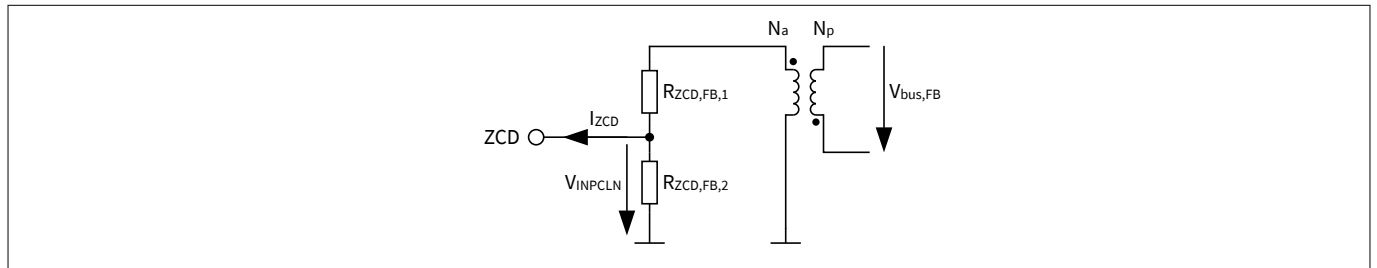 Na Np
RZCD,FB,1
Vbus,FB
IZCD
ZCD
VINPCLN
RZCD,FB,2